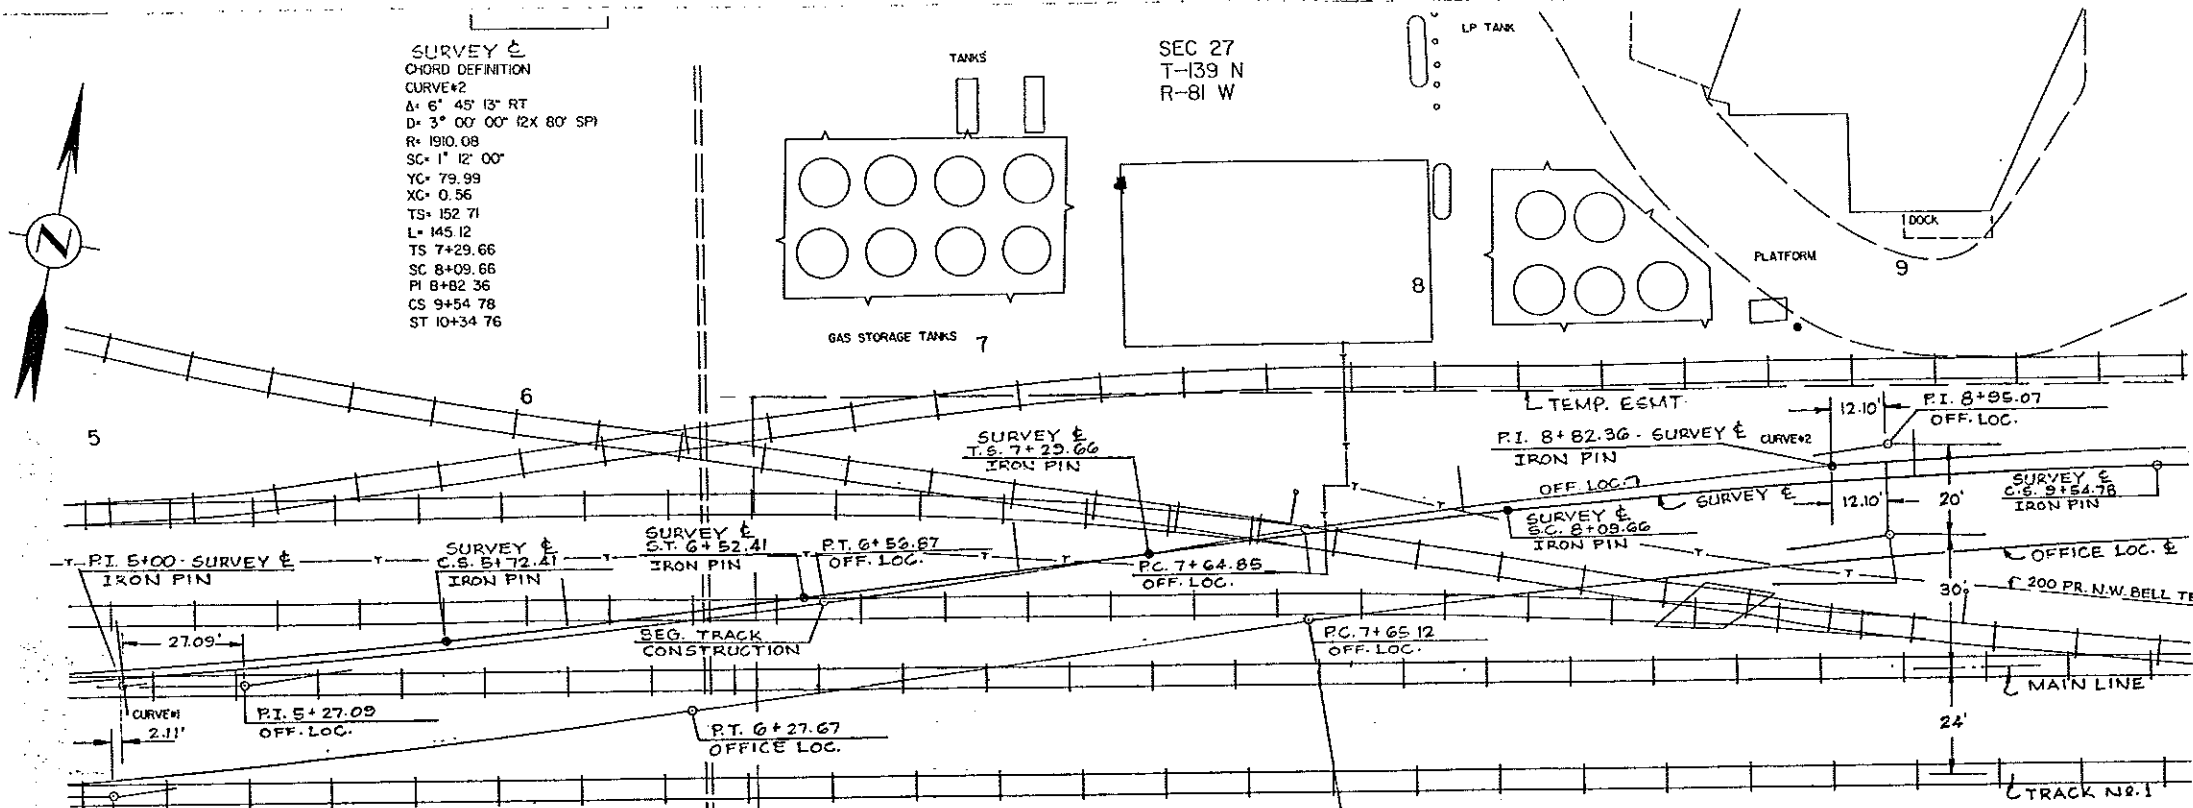 SURVEY ℄
CHORD DEFINITION
CURVE#2
Δ= 6° 45' 13" RT
D= 3° 00' 00" (2X 80' SP)
R= 1910.08
SC= 1° 12' 00"
YC= 79.99
XC= 0.56
TS= 152 71
L= 145.12
TS 7+29.66
SC 8+09.66
PI 8+82 36
CS 9+54 78
ST 10+34 76
N
TANKS
SEC 27
T-139 N
R-81 W
LP TANK
DOCK
PLATFORM
GAS STORAGE TANKS
5
6
7
8
9
TEMP. ESMT.
12.10'
P.I. 8+95.07
OFF. LOC.
SURVEY ℄
T.S. 7+29.66
IRON PIN
P.I. 8+82.36 - SURVEY ℄
IRON PIN
CURVE#2
OFF. LOC.
SURVEY ℄
12.10'
20'
SURVEY ℄
C.S. 9+54.78
IRON PIN
SURVEY ℄
S.C. 8+09.66
IRON PIN
P.I. 5+00 - SURVEY ℄
IRON PIN
SURVEY ℄
C.S. 5+72.41
IRON PIN
SURVEY ℄
S.T. 6+52.41
IRON PIN
P.T. 6+56.87
OFF. LOC.
P.C. 7+64.85
OFF. LOC.
OFFICE LOC. ℄
200 PR. N.W. BELL TE
30'
BEG. TRACK
CONSTRUCTION
P.C. 7+65 12
OFF. LOC.
27.09'
℄ MAIN LINE
CURVE#1
2.11'
P.I. 5+27.09
OFF. LOC.
P.T. 6+27.67
OFFICE LOC.
24'
℄ TRACK NO. 1